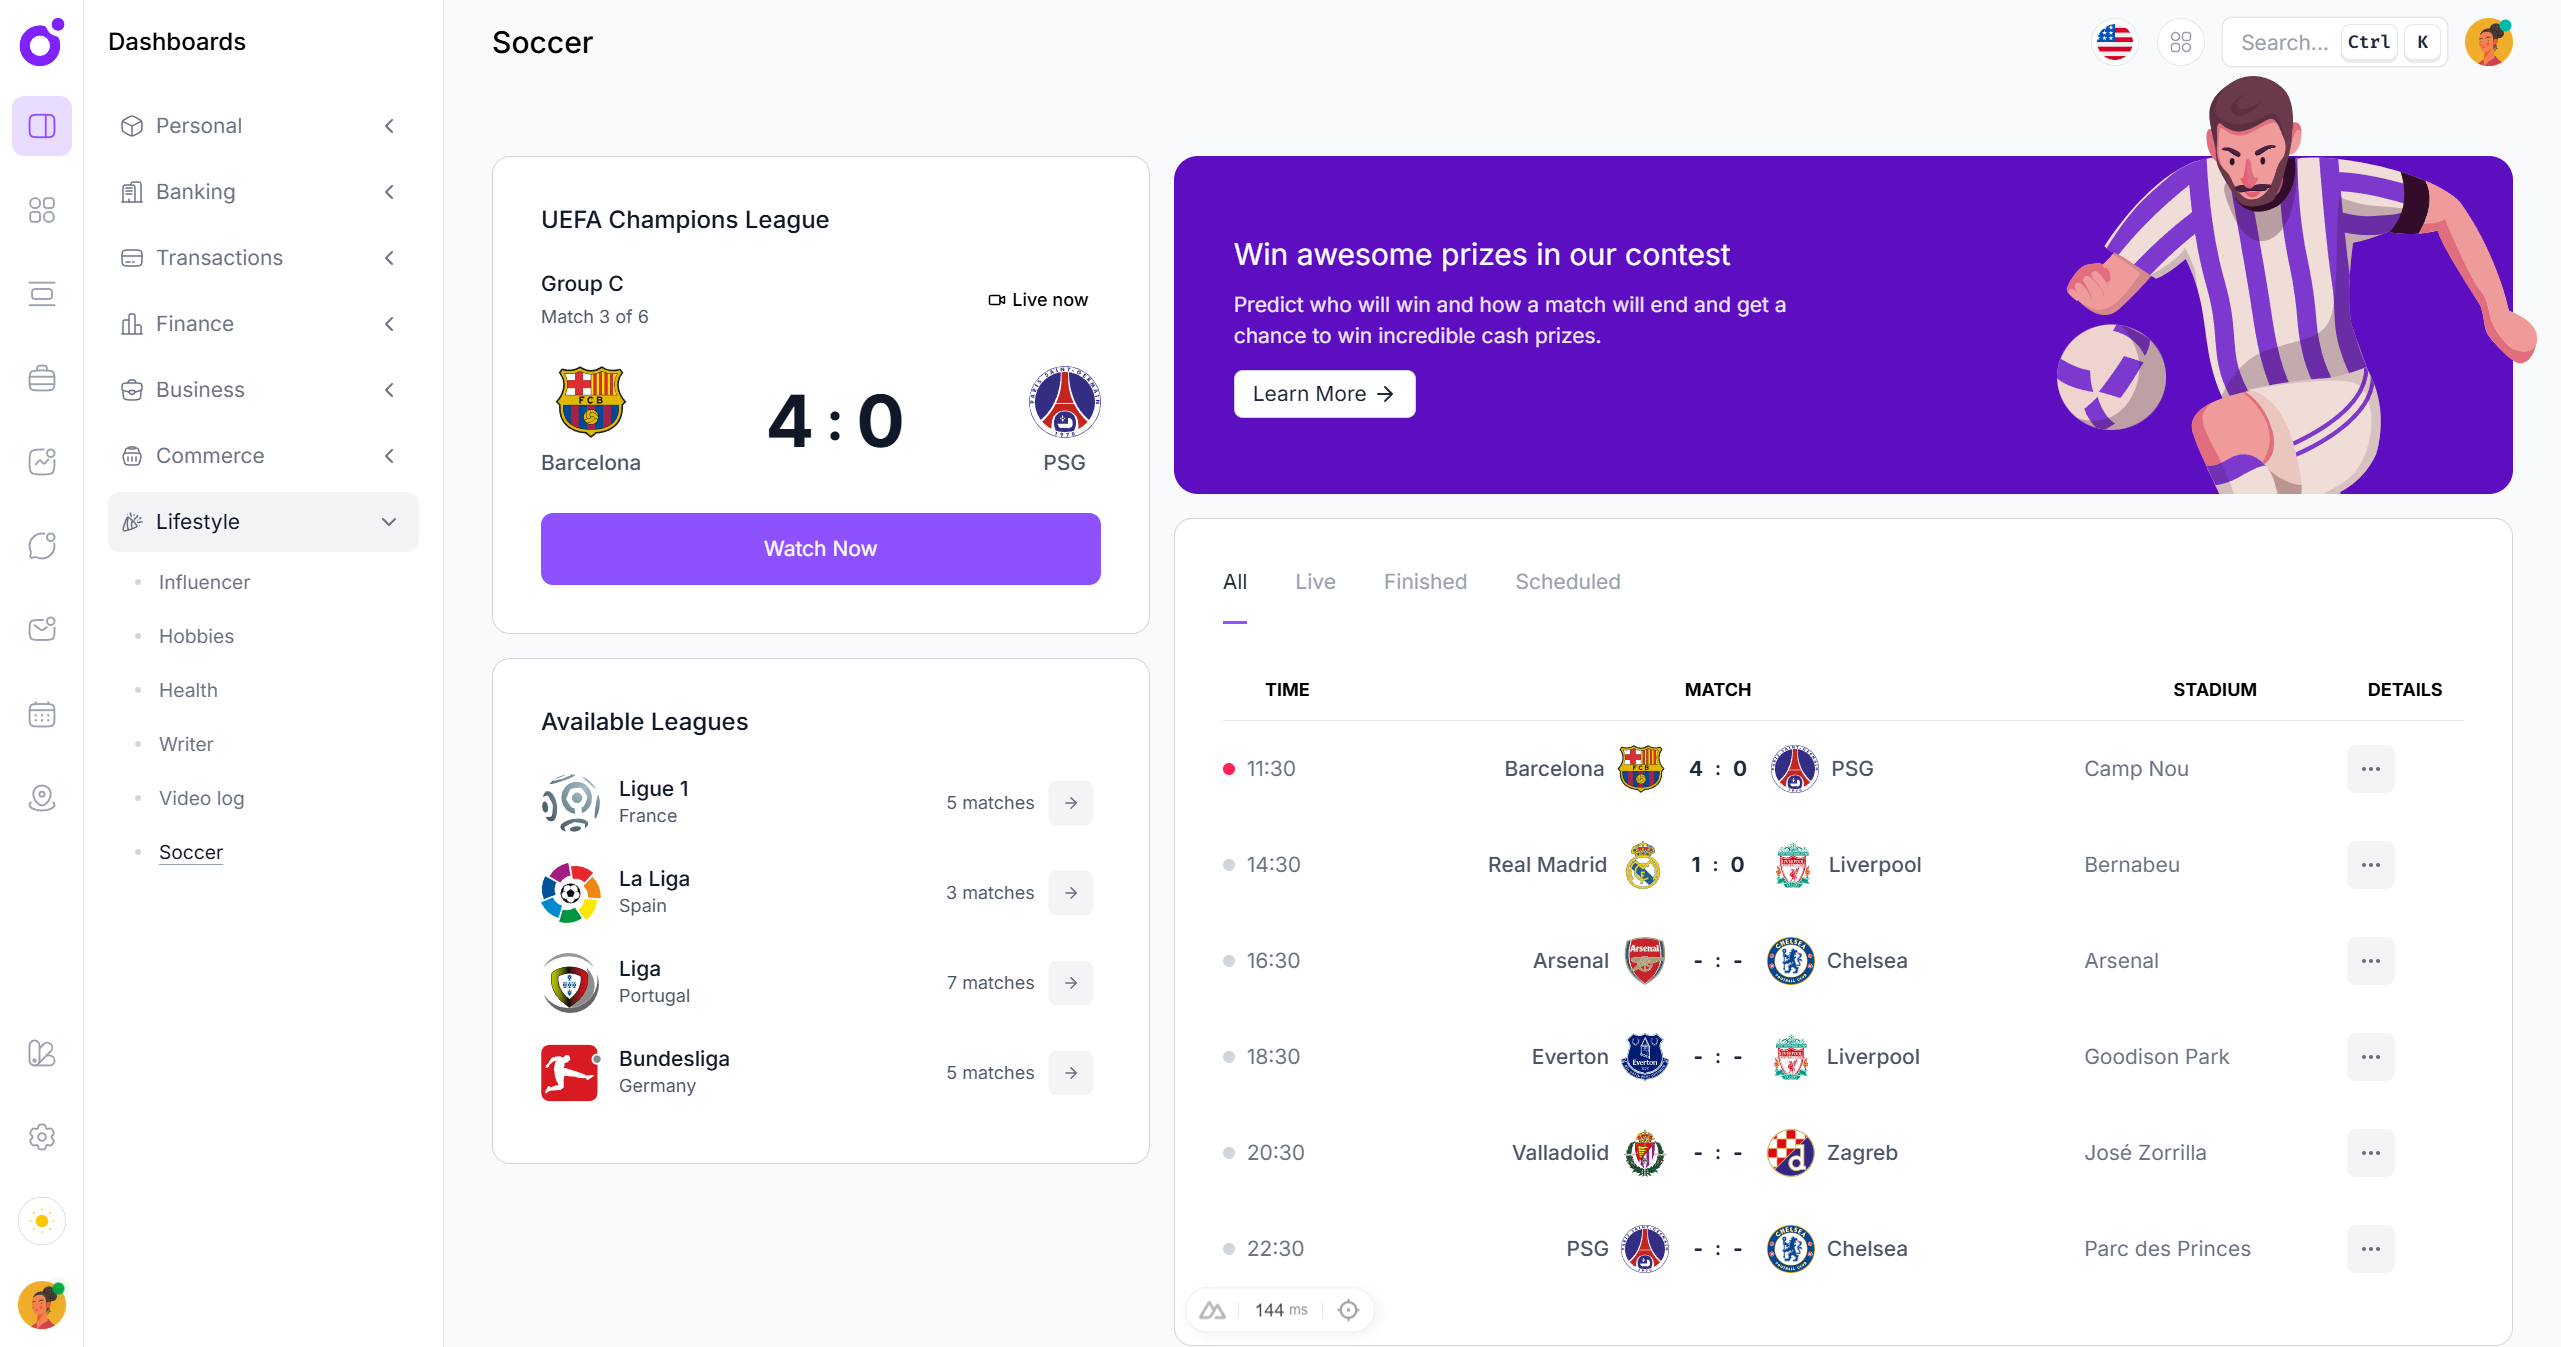 Dashboards
Personal
Banking
Transactions
Finance
Business
Commerce
Lifestyle
Influencer
Hobbies
Health
Writer
Video log
Soccer
Soccer
Search... Ctrl K
UEFA Champions League
Group C
Match 3 of 6
Live now
4 : 0
Barcelona
PSG
Watch Now
Available Leagues
Ligue 1
France
5 matches
La Liga
Spain
3 matches
Liga
Portugal
7 matches
Bundesliga
Germany
5 matches
Win awesome prizes in our contest
Predict who will win and how a match will end and get a
chance to win incredible cash prizes.
Learn More
All Live Finished Scheduled
TIME MATCH STADIUM DETAILS
11:30 Barcelona 4 : 0 PSG Camp Nou
14:30 Real Madrid 1 : 0 Liverpool Bernabeu
16:30 Arsenal - : - Chelsea Arsenal
18:30 Everton - : - Liverpool Goodison Park
20:30 Valladolid - : - Zagreb José Zorrilla
22:30 PSG - : - Chelsea Parc des Princes
144 ms